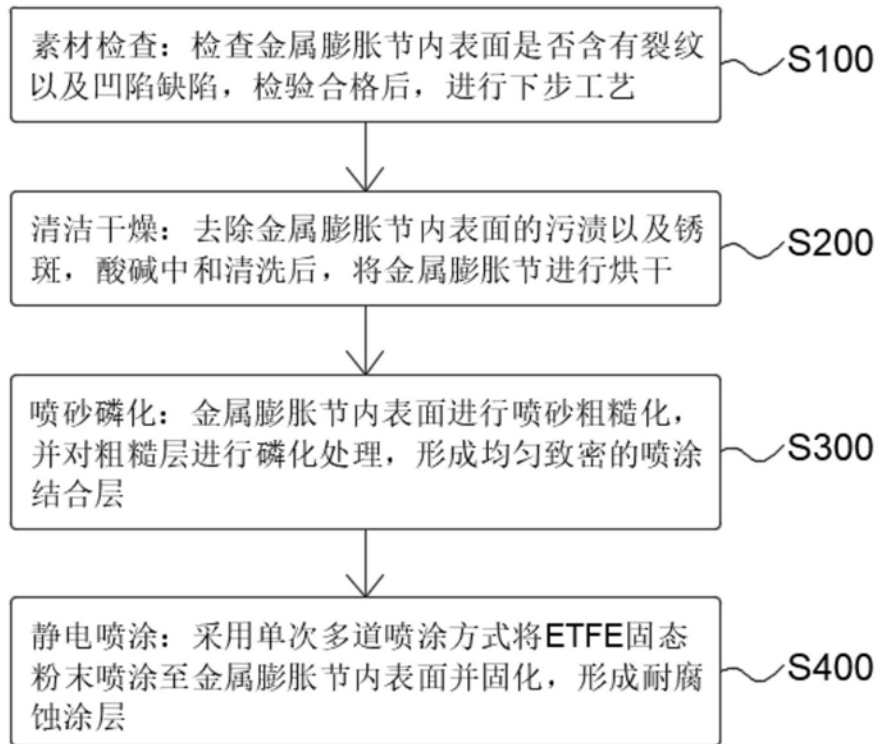 素材检查：检查金属膨胀节内表面是否含有裂纹
以及凹陷缺陷，检验合格后，进行下步工艺
S100
清洁干燥：去除金属膨胀节内表面的污渍以及锈
斑，酸碱中和清洗后，将金属膨胀节进行烘干
S200
喷砂磷化：金属膨胀节内表面进行喷砂粗糙化，
并对粗糙层进行磷化处理，形成均匀致密的喷涂
结合层
S300
静电喷涂：采用单次多道喷涂方式将ETFE固态
粉末喷涂至金属膨胀节内表面并固化，形成耐腐
蚀涂层
S400